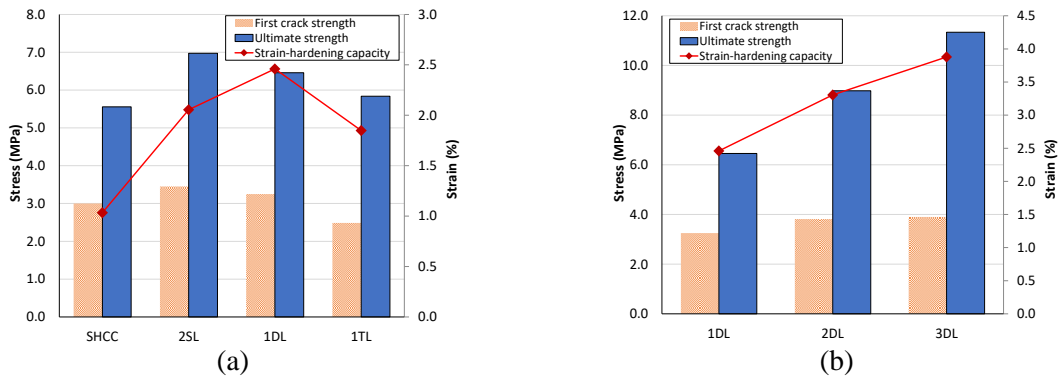 8.0
7.0
6.0
5.0
4.0
3.0
2.0
1.0
0.0
Stress (MPa)
First crack strength
Ultimate strength
Strain-hardening capacity
3.0
2.5
2.0
1.5
1.0
0.5
0.0
Strain (%)
SHCC 2SL 1DL 1TL
(a)
12.0
10.0
8.0
6.0
4.0
2.0
0.0
Stress (MPa)
First crack strength
Ultimate strength
Strain-hardening capacity
4.5
4.0
3.5
3.0
2.5
2.0
1.5
1.0
0.5
0.0
Strain (%)
1DL 2DL 3DL
(b)